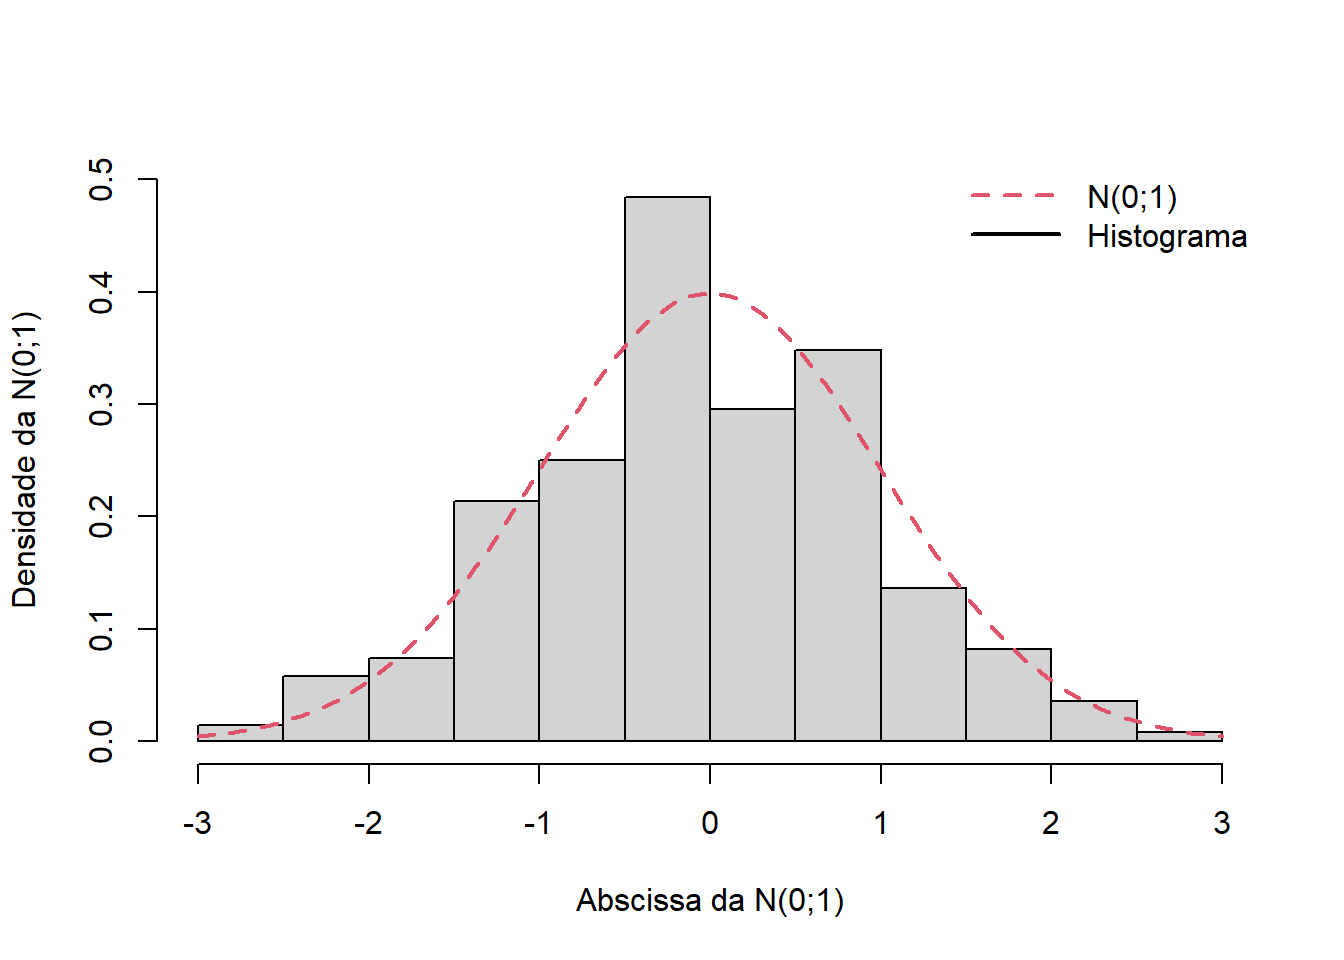 N(0;1)
Histograma
Densidade da N(0;1)
0.5
0.4
0.3
0.2
0.1
0.0
-3 -2 -1 0 1 2 3
Abscissa da N(0;1)